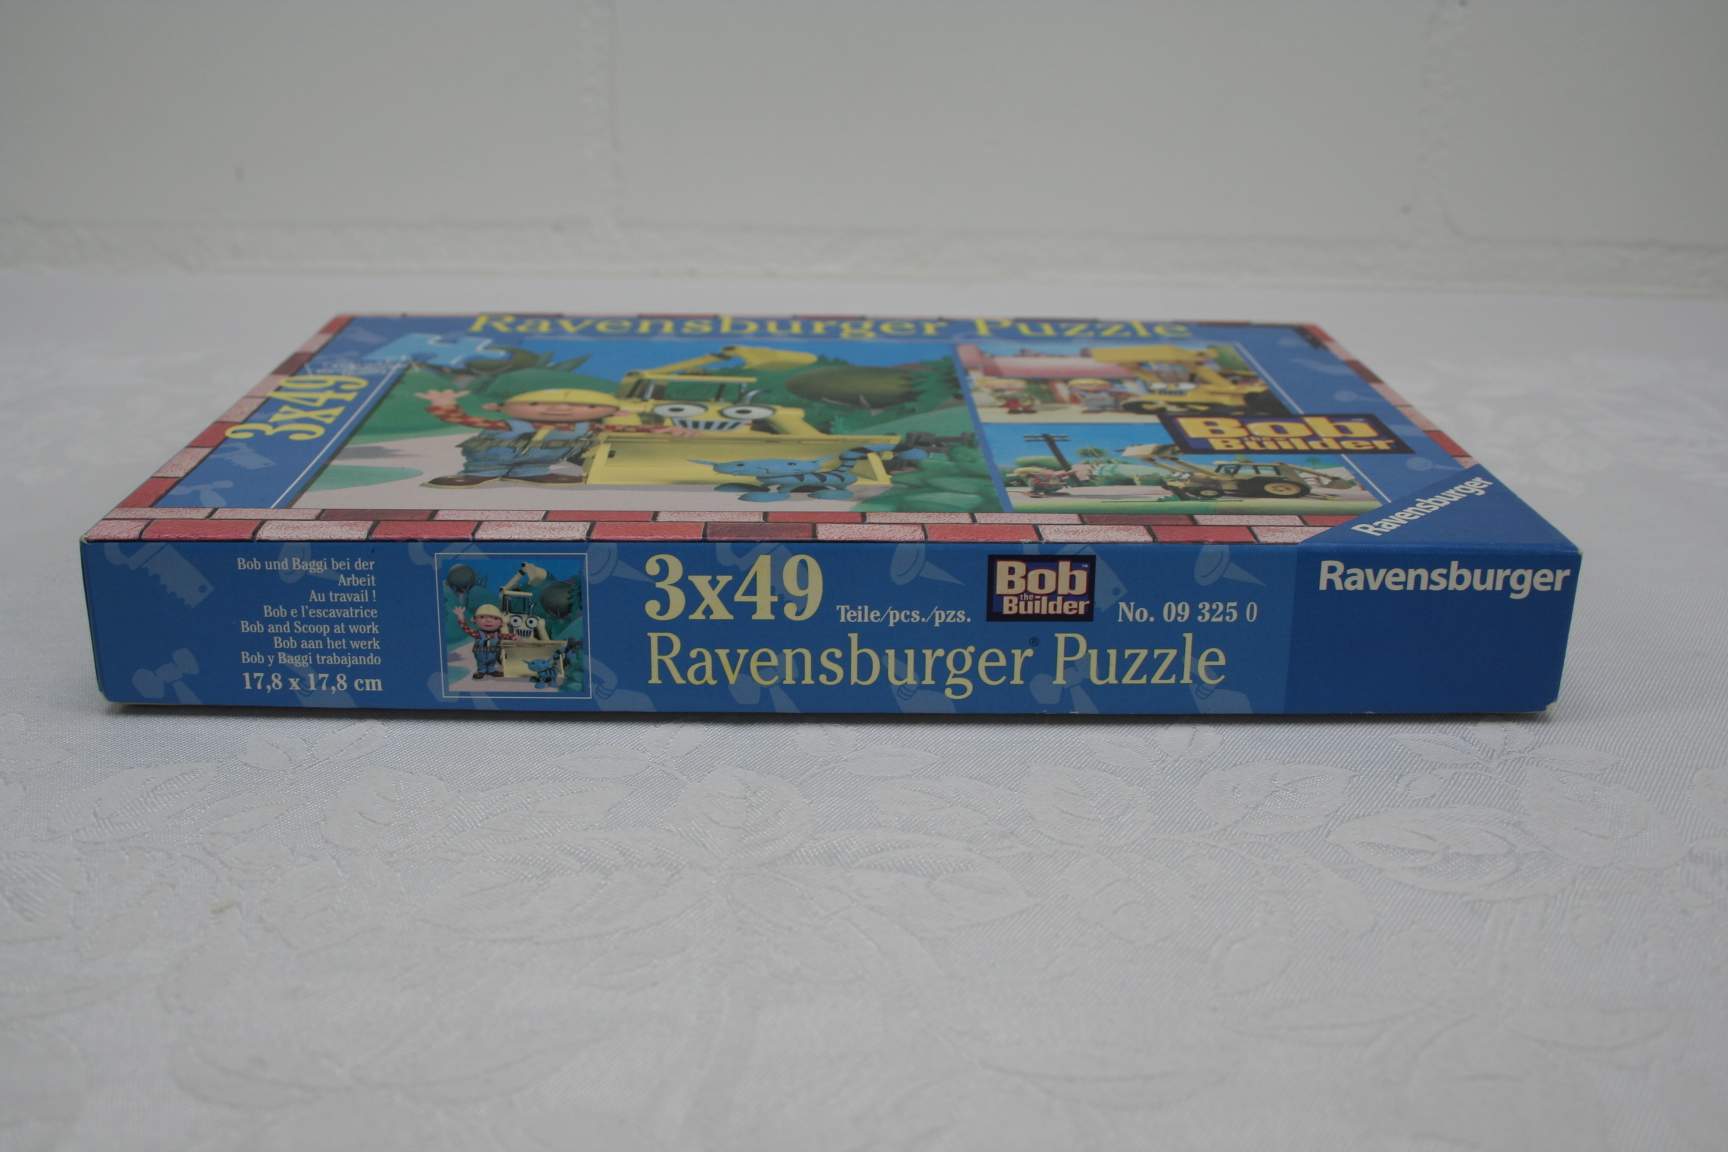 Ravensburger Puzzle
3x49
3x49
Bob
the
Builder
Ravensburger
Bob und Baggi bei der
Arbeit
Au travail !
Bob e l'escavatrice
Bob and Scoop at work
Bob aan het werk
Bob y Baggi trabajando
17,8 x 17,8 cm
3x49 Teile/pcs./pzs.
Ravensburger® Puzzle
Bob™
the
Builder
No. 09 325 0
Ravensburger